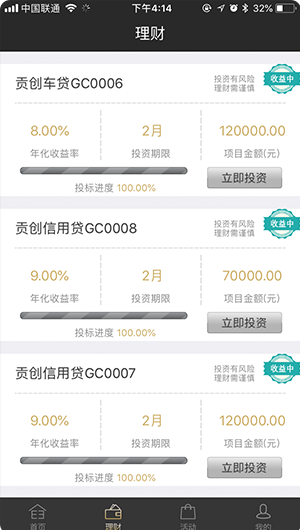 中国联通 下午4:14 32%
理财
贡创车贷GC0006
投资有风险
理财需谨慎
收益中
8.00% 2月 120000.00
年化收益率 投资期限 项目金额(元)
投标进度 100.00%
立即投资
贡创信用贷GC0008
投资有风险
理财需谨慎
收益中
9.00% 2月 70000.00
年化收益率 投资期限 项目金额(元)
投标进度 100.00%
立即投资
贡创信用贷GC0007
投资有风险
理财需谨慎
收益中
9.00% 2月 120000.00
年化收益率 投资期限 项目金额(元)
投标进度 100.00%
立即投资
首页 理财 活动 我的